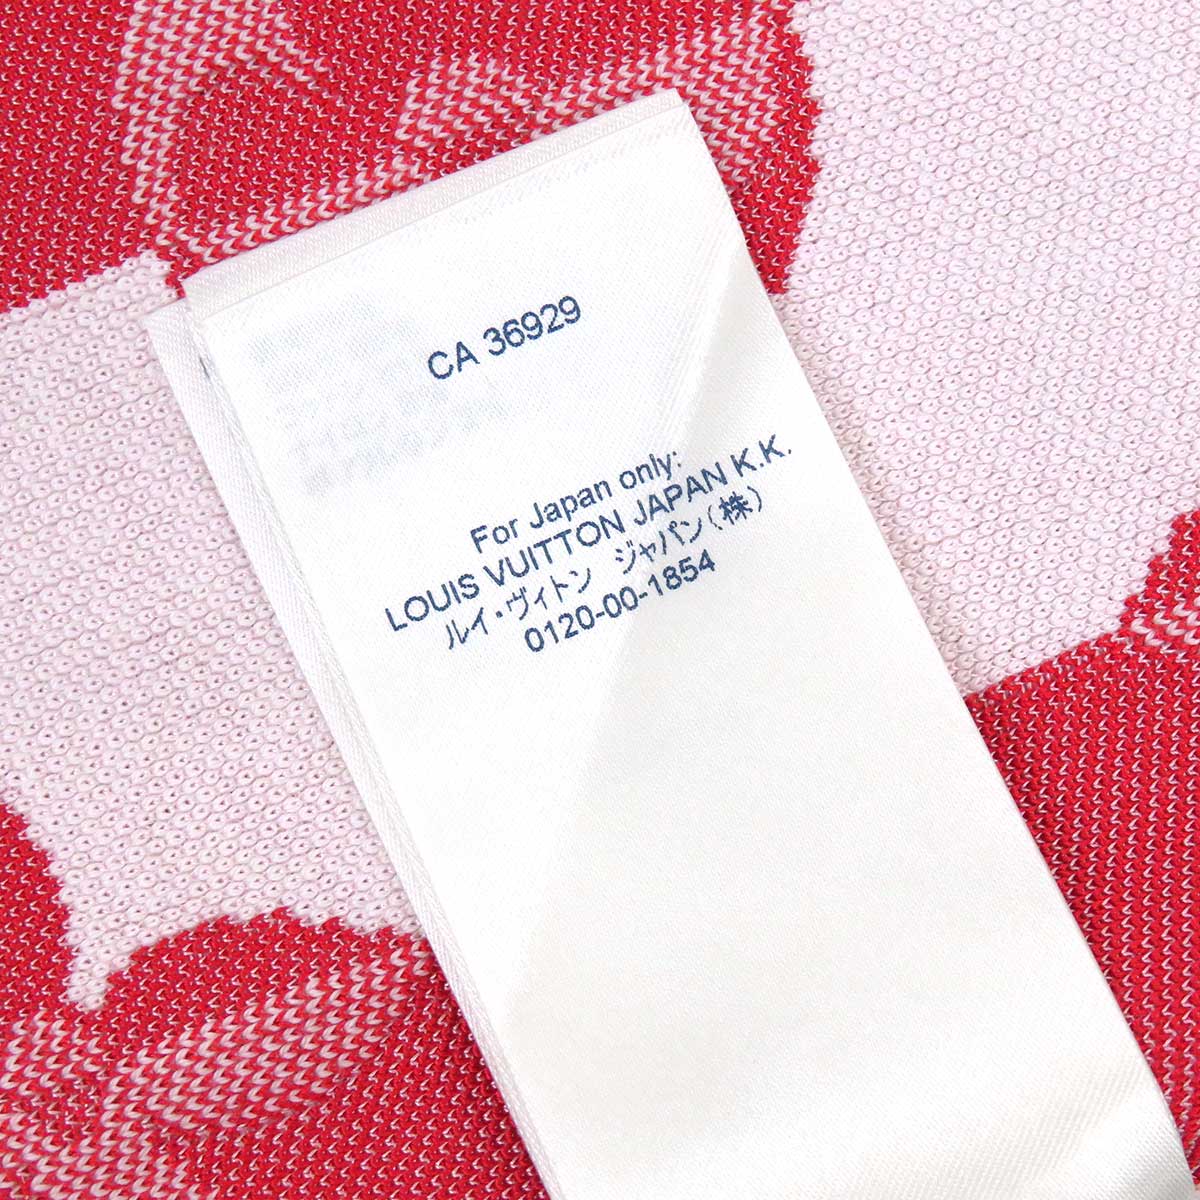 CA 36929
For Japan only:
LOUIS VUITTON JAPAN K.K.
ルイ・ヴィトン ジャパン(株)
0120-00-1854